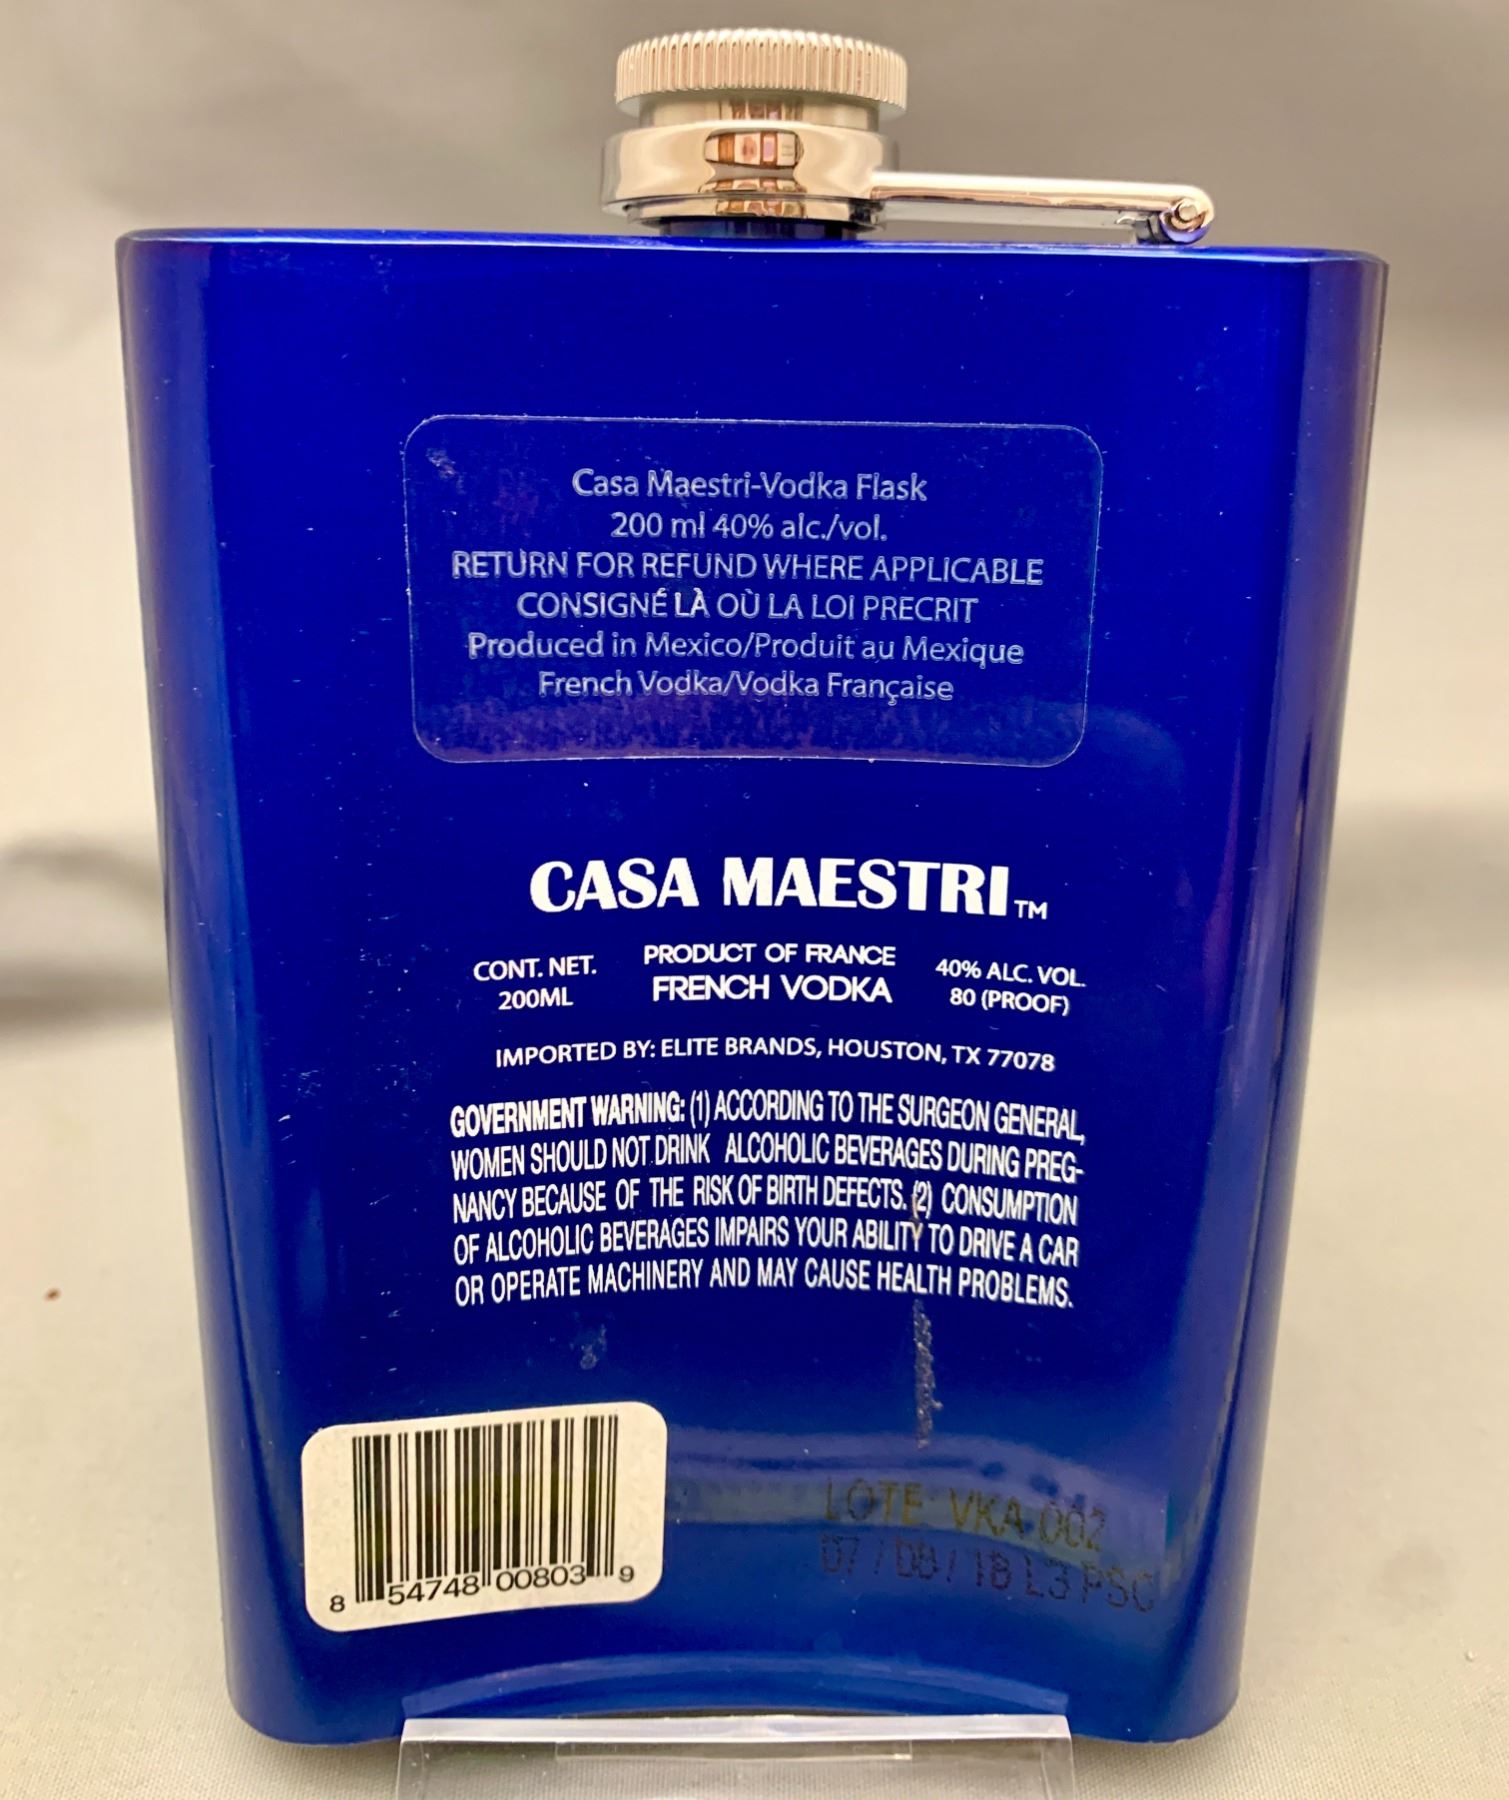 Casa Maestri-Vodka Flask
200 ml 40% alc./vol.
RETURN FOR REFUND WHERE APPLICABLE
CONSIGNÉ LÀ OÙ LA LOI PRECRIT
Produced in Mexico/Produit au Mexique
French Vodka/Vodka Française
CASA MAESTRI™
CONT. NET.
200ML
PRODUCT OF FRANCE
FRENCH VODKA
40% ALC. VOL.
80 (PROOF)
IMPORTED BY: ELITE BRANDS, HOUSTON, TX 77078
GOVERNMENT WARNING: (1) ACCORDING TO THE SURGEON GENERAL,
WOMEN SHOULD NOT DRINK ALCOHOLIC BEVERAGES DURING PREG-
NANCY BECAUSE OF THE RISK OF BIRTH DEFECTS. (2) CONSUMPTION
OF ALCOHOLIC BEVERAGES IMPAIRS YOUR ABILITY TO DRIVE A CAR
OR OPERATE MACHINERY AND MAY CAUSE HEALTH PROBLEMS.
8 54748 00803 9
LOTE VKA 002
L3 PSC